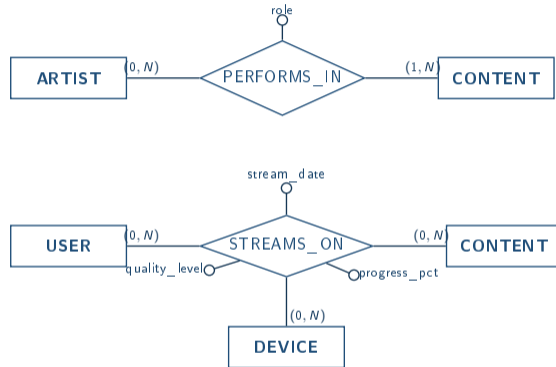 role
(0, N)
(1, N)
ARTIST
PERFORMS_IN
CONTENT
stream_date
(0, N)
(0, N)
USER
STREAMS_ON
CONTENT
quality_level
progress_pct
(0, N)
DEVICE